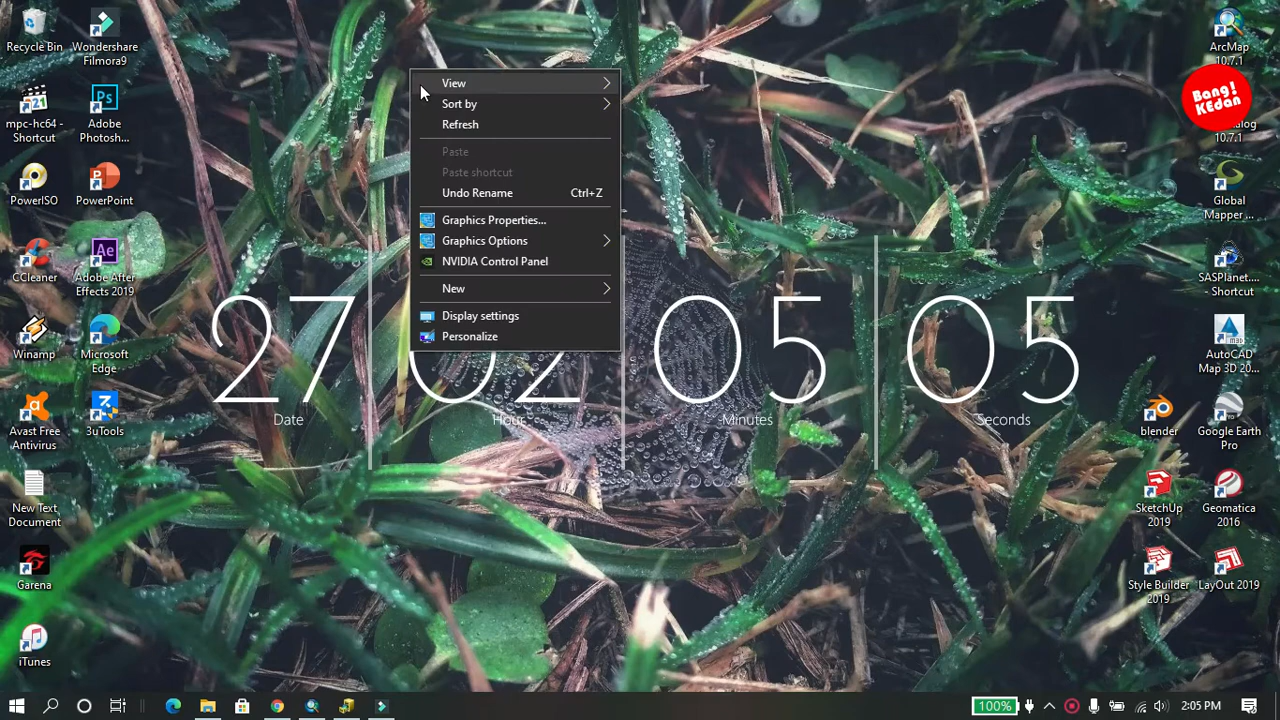 Recycle Bin
Wondershare
Filmora9
mpc-hc64 -
Shortcut
Adobe
Photosh...
PowerISO
PowerPoint
CCleaner
Adobe After
Effects 2019
Winamp
Microsoft
Edge
Avast Free
Antivirus
3uTools
New Text
Document
Garena
iTunes
View
Sort by
Refresh
Paste
Paste shortcut
Undo Rename Ctrl+Z
Graphics Properties...
Graphics Options
NVIDIA Control Panel
New
Display settings
Personalize
27
02
05
05
Date
Hour
Minutes
Seconds
ArcMap
10.7.1
Bang!
KEdan
10.7.1
Global
Mapper ...
SASPlanet....
- Shortcut
AutoCAD
Map 3D 20...
blender
Google Earth
Pro
SketchUp
2019
Geomatica
2016
Style Builder
2019
LayOut 2019
100%
2:05 PM